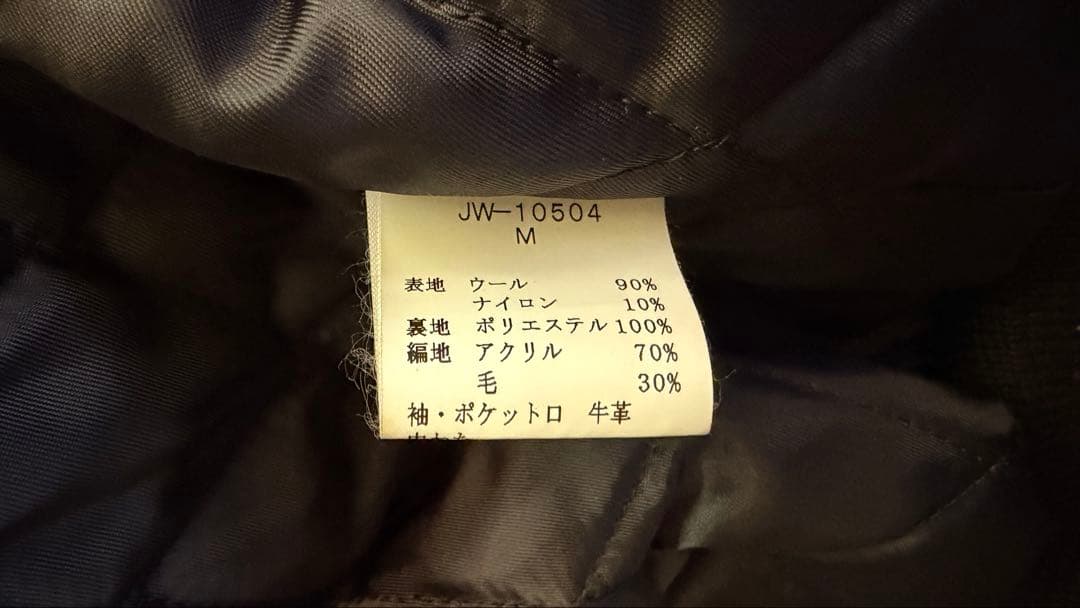 JW-10504
M
表地 ウール 90%
ナイロン 10%
裏地 ポリエステル 100%
編地 アクリル 70%
毛 30%
袖・ポケット口 牛革